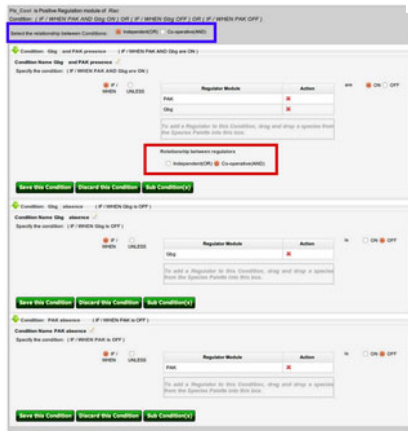 Pix_Cool is Positive Regulation module of Rac
Condition: ( IF / WHEN PAK AND Gbg ON ) OR ( IF / WHEN Gbg OFF ) OR ( IF / WHEN PAK OFF )
Select the relationship between Conditions: Independent(OR) Co-operative(AND)
Condition: Gbg and PAK presence ( IF / WHEN PAK AND Gbg are ON )
Condition Name Gbg and PAK presence
Specify the condition: ( IF / WHEN PAK AND Gbg are ON )
IF / WHEN UNLESS Regulator Module Action are ON OFF
PAK
Gbg
To add a Regulator to this Condition, drag and drop a species from the Species Palette into this box.
Relationship between regulators
Independent(OR) Co-operative(AND)
Save this Condition Discard this Condition Sub Condition(s)
Condition: Gbg absence ( IF / WHEN Gbg is OFF )
Condition Name Gbg absence
Specify the condition: ( IF / WHEN Gbg is OFF )
IF / WHEN UNLESS Regulator Module Action is ON OFF
Gbg
To add a Regulator to this Condition, drag and drop a species from the Species Palette into this box.
Save this Condition Discard this Condition Sub Condition(s)
Condition: PAK absence ( IF / WHEN PAK is OFF )
Condition Name PAK absence
Specify the condition: ( IF / WHEN PAK is OFF )
IF / WHEN UNLESS Regulator Module Action is ON OFF
PAK
To add a Regulator to this Condition, drag and drop a species from the Species Palette into this box.
Save this Condition Discard this Condition Sub Condition(s)